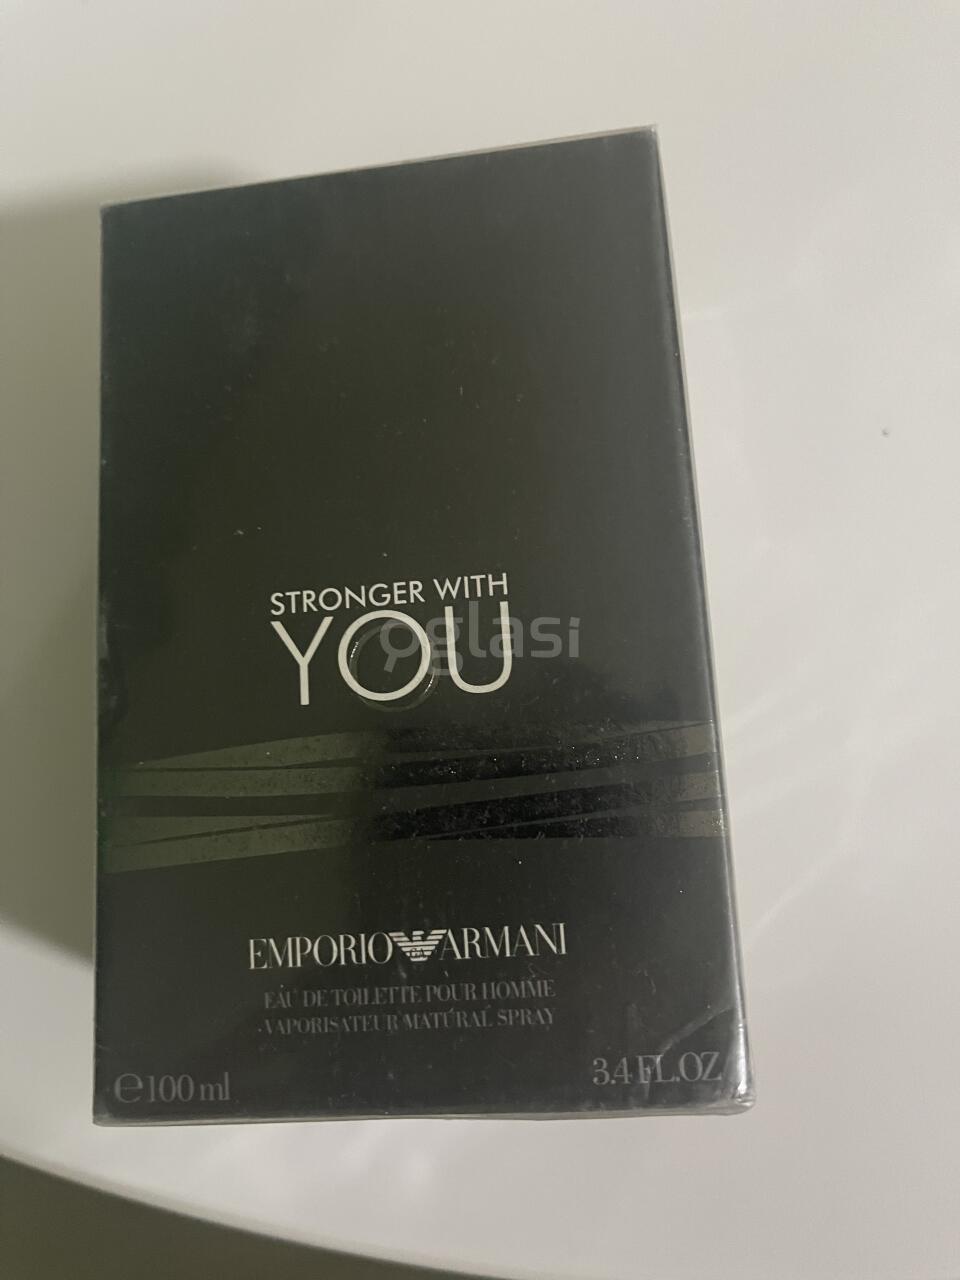 STRONGER WITH
YOU
oglasi
EMPORIO ARMANI
EAU DE TOILETTE POUR HOMME
VAPORISATEUR NATURAL SPRAY
e100 ml
3.4 FL.OZ